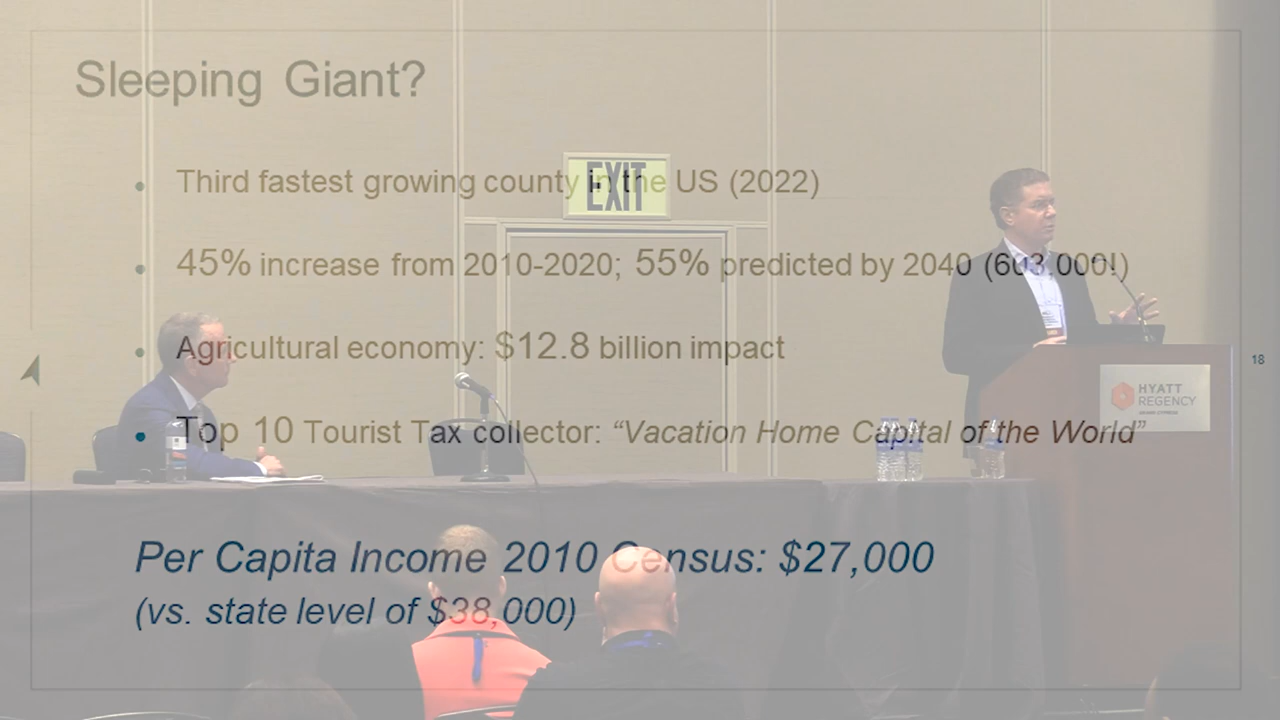 Sleeping Giant?
Third fastest growing county in the US (2022)
EXIT
45% increase from 2010-2020; 55% predicted by 2040 (603,000!)
Agricultural economy: $12.8 billion impact
18
HYATT
REGENCY
Top 10 Tourist Tax collector: “Vacation Home Capital of the World”
Per Capita Income 2010 Census: $27,000
(vs. state level of $38,000)